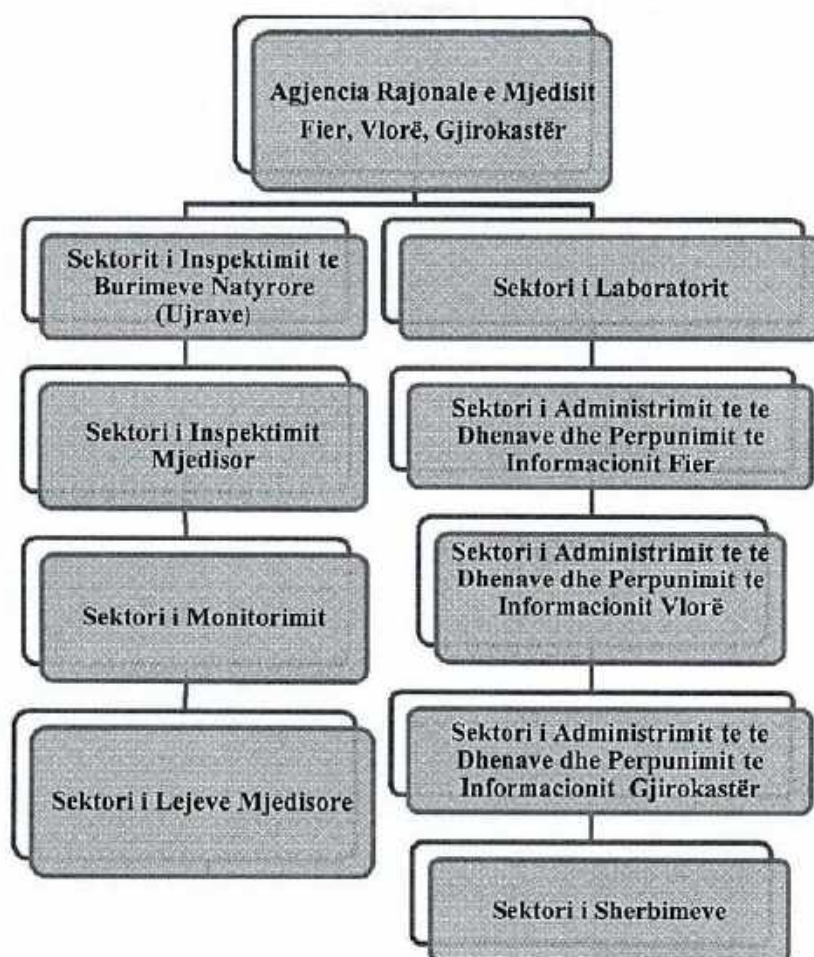 Agjencia Rajonale e Mjedisit
Fier, Vlorë, Gjirokastër
Sektorit i Inspektimit te
Burimeve Natyrore
(Ujrave)
Sektori i Inspektimit
Mjedisor
Sektori i Monitorimit
Sektori i Lejeve Mjedisore
Sektori i Laboratorit
Sektori i Administrimit te te
Dhenave dhe Perpunimit te
Informacionit Fier
Sektori i Administrimit te te
Dhenave dhe Perpunimit te
Informacionit Vlorë
Sektori i Administrimit te te
Dhenave dhe Perpunimit te
Informacionit Gjirokastër
Sektori i Sherbimeve